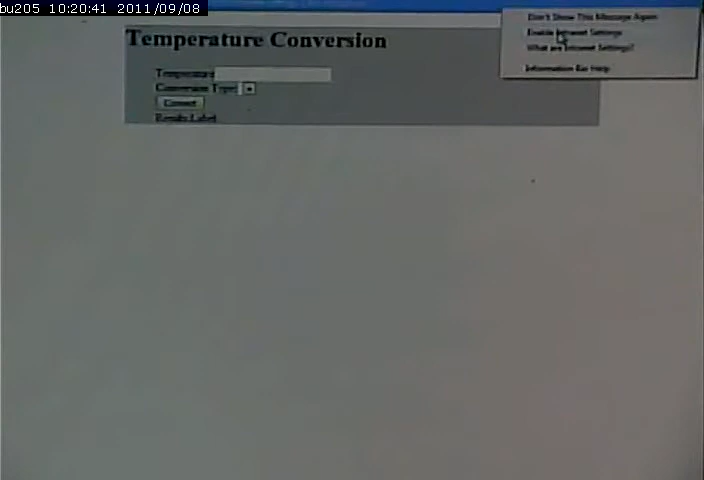 bu205 10:20:41 2011/09/08
Don't Show This Message Again
Enable Intranet Settings
What are Intranet Settings?
Information Bar Help
Temperature Conversion
Temperature
Conversion Type
Convert
Results Label